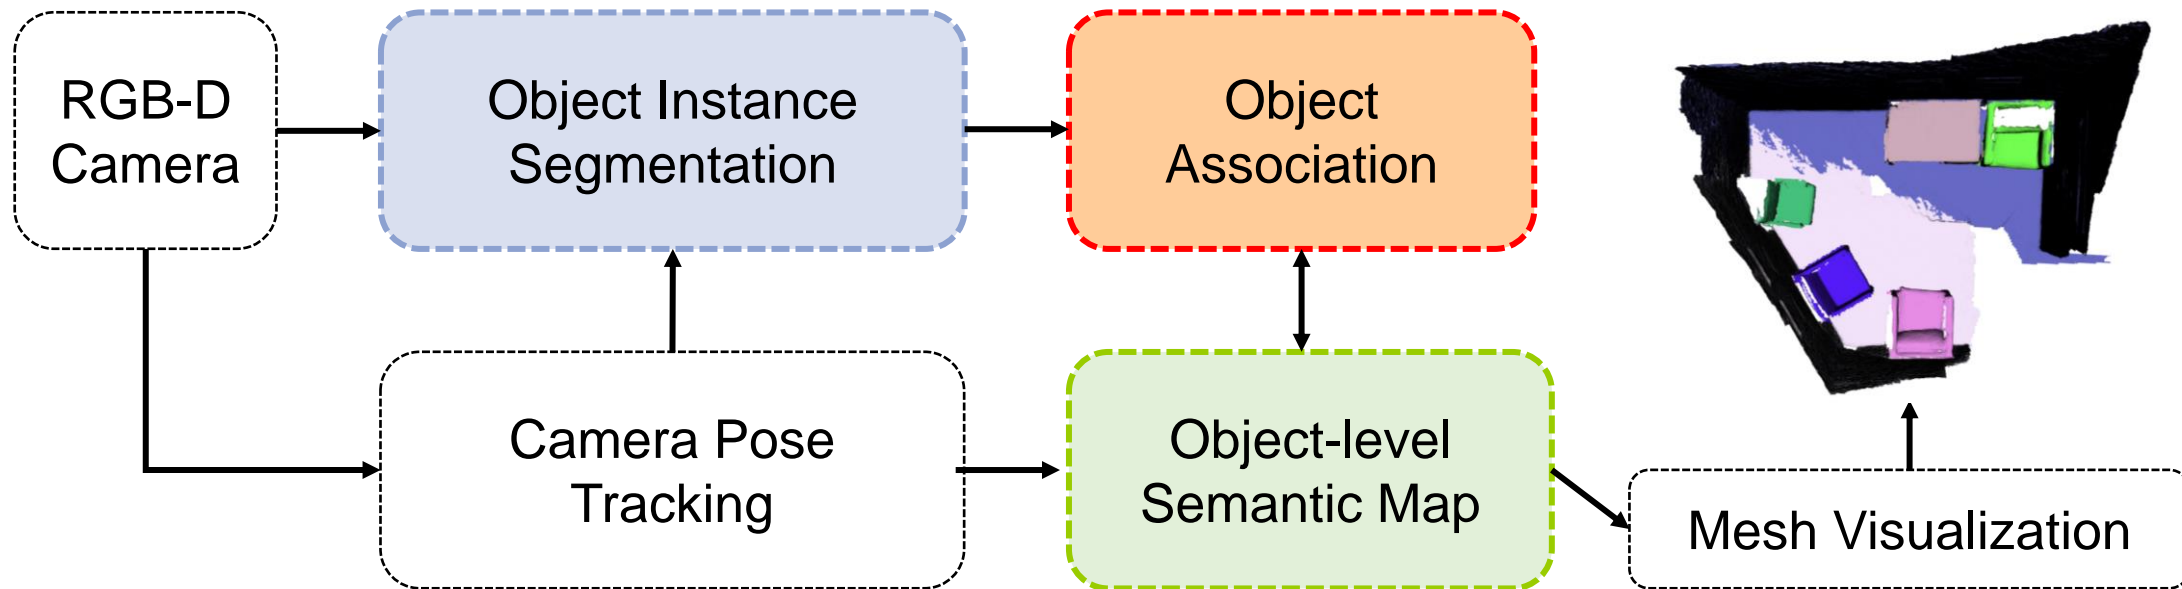 RGB-D
Camera
Object Instance
Segmentation
Object
Association
Camera Pose
Tracking
Object-level
Semantic Map
Mesh Visualization